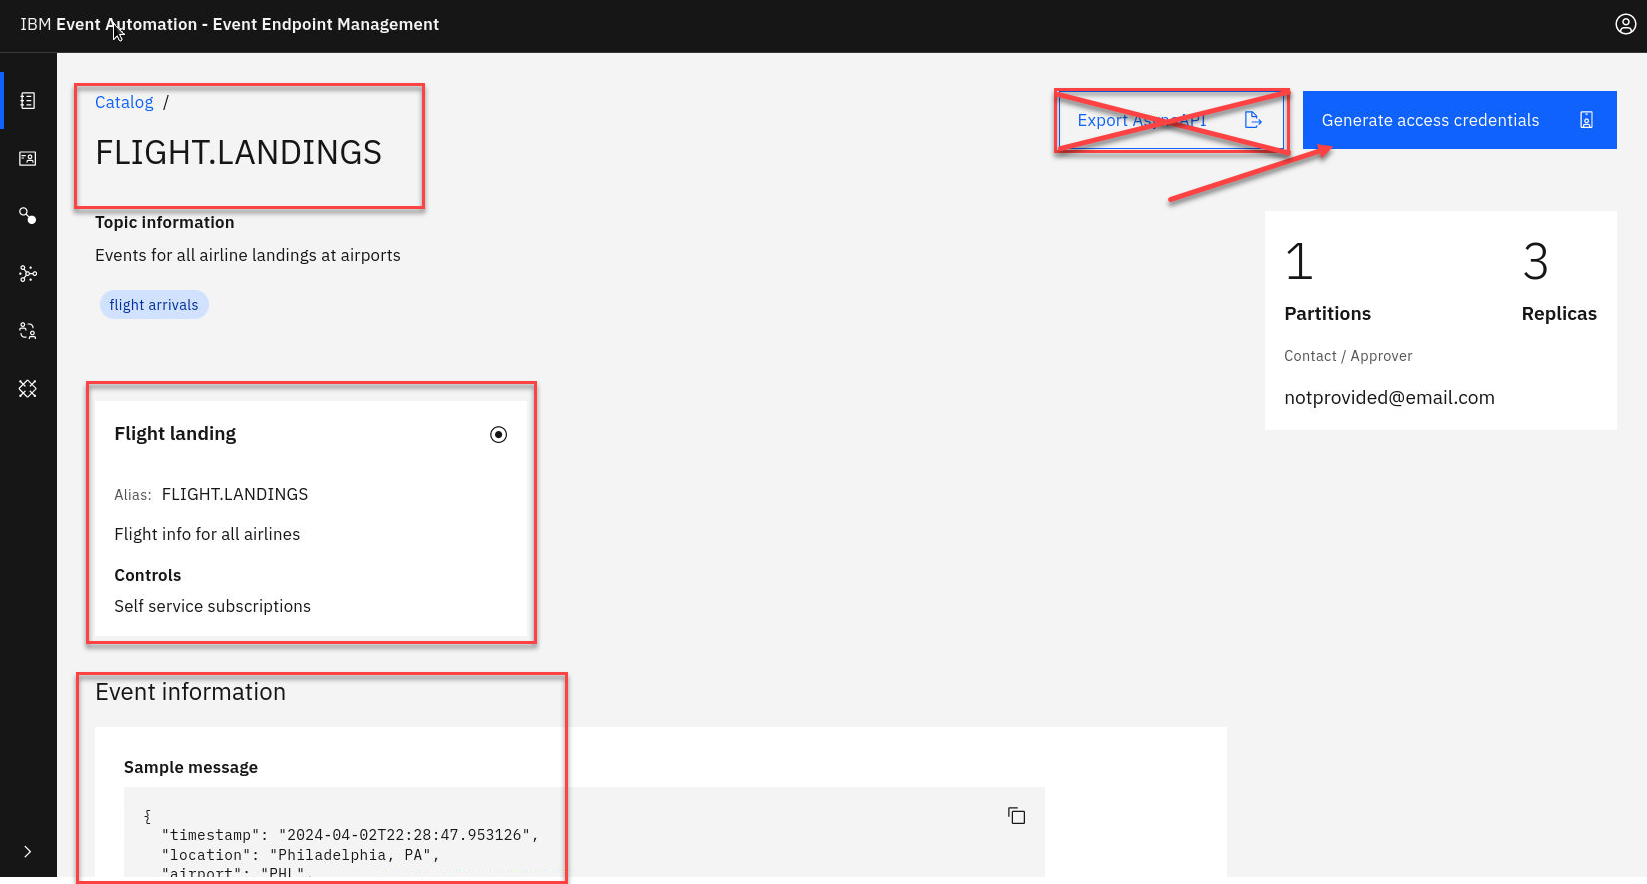 IBM Event Automation - Event Endpoint Management
Catalog /
FLIGHT.LANDINGS
Export AsyncAPI
Generate access credentials
Topic information
Events for all airline landings at airports
flight arrivals
1
3
Partitions
Replicas
Contact / Approver
notprovided@email.com
Flight landing
Alias: FLIGHT.LANDINGS
Flight info for all airlines
Controls
Self service subscriptions
Event information
Sample message
{
"timestamp": "2024-04-02T22:28:47.953126",
"location": "Philadelphia, PA",
"airport": "PHL",